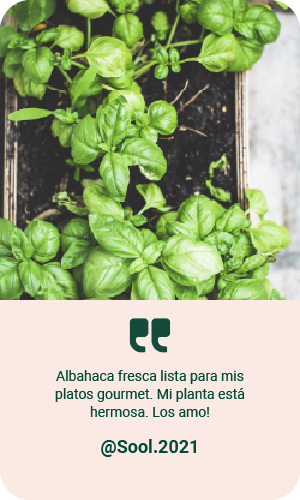 Albahaca fresca lista para mis
platos gourmet. Mi planta está
hermosa. Los amo!
@Sool.2021